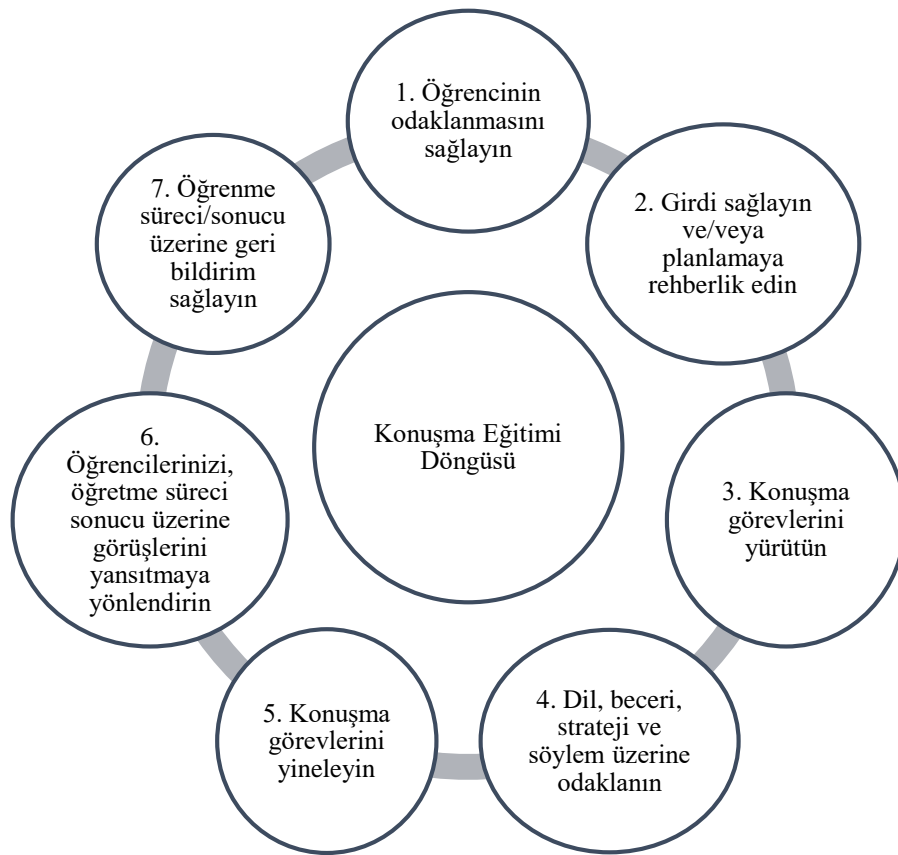 1. Öğrencinin
odaklanmasını
sağlayın
2. Girdi sağlayın
ve/veya
planlamaya
rehberlik edin
3. Konuşma
görevlerini
yürütün
4. Dil, beceri,
strateji ve
söylem üzerine
odaklanın
5. Konuşma
görevlerini
yineleyin
6.
Öğrencilerinizi,
öğretme süreci
sonucu üzerine
görüşlerini
yansıtmaya
yönlendirin
7. Öğrenme
süreci/sonucu
üzerine geri
bildirim
sağlayın
Konuşma Eğitimi
Döngüsü